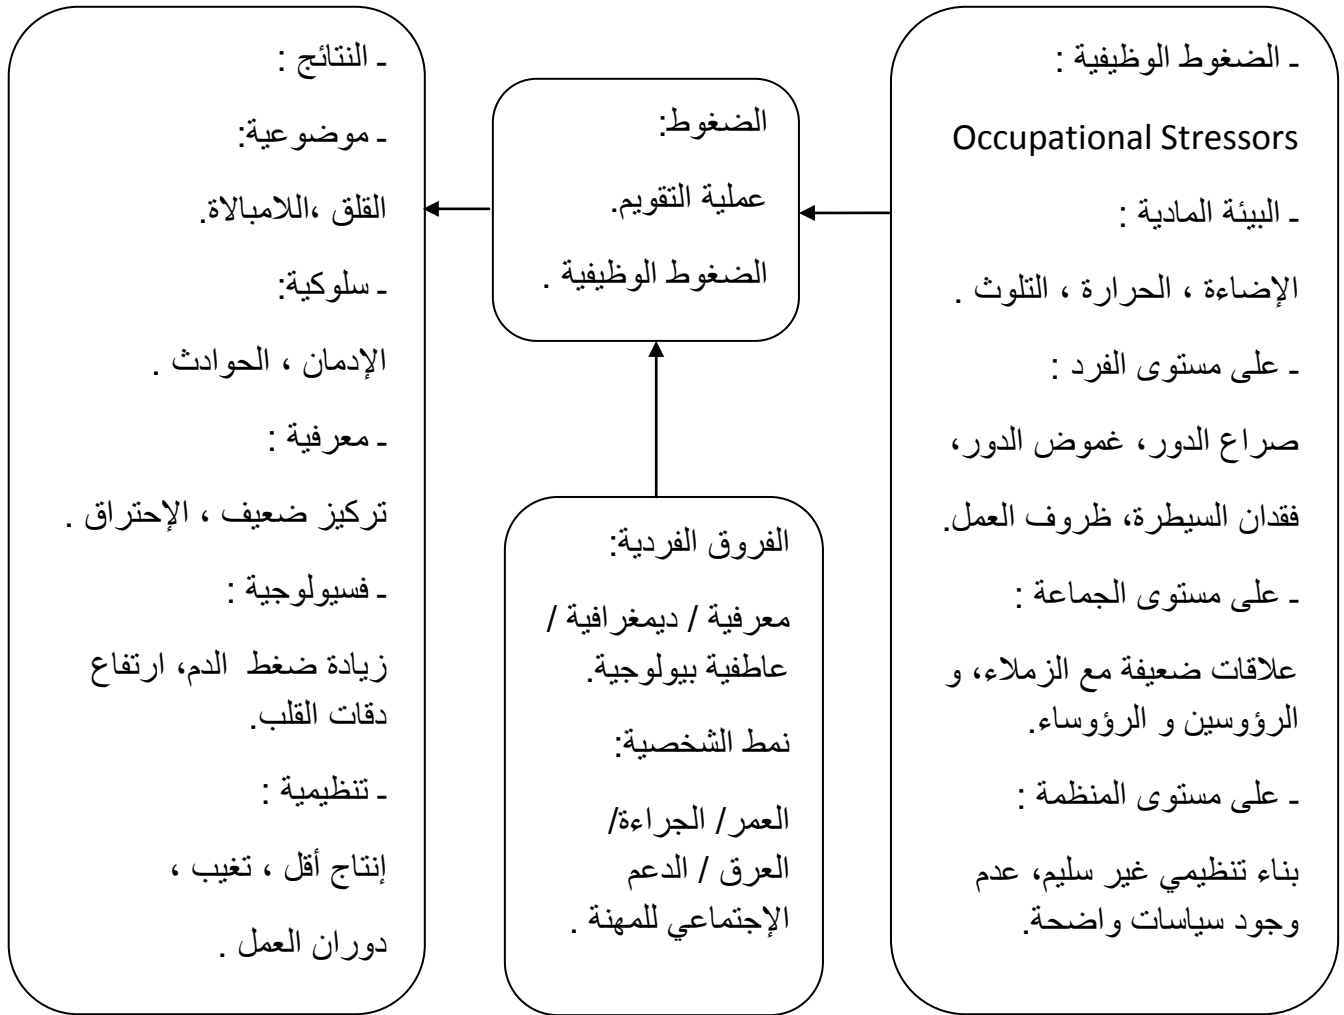 ـ الضغوط الوظيفية :
Occupational Stressors
ـ البيئة المادية :
الإضاءة ، الحرارة ، التلوث .
ـ على مستوى الفرد :
صراع الدور، غموض الدور،
فقدان السيطرة، ظروف العمل.
ـ على مستوى الجماعة :
علاقات ضعيفة مع الزملاء، و
الرؤوسين و الرؤوساء.
ـ على مستوى المنظمة :
بناء تنظيمي غير سليم، عدم
وجود سياسات واضحة.
الضغوط:
عملية التقويم.
الضغوط الوظيفية .
الفروق الفردية:
معرفية / ديمغرافية /
عاطفية بيولوجية.
نمط الشخصية:
العمر/ الجراءة/
العرق / الدعم
الإجتماعي للمهنة .
ـ النتائج :
ـ موضوعية:
القلق ،اللامبالاة.
ـ سلوكية:
الإدمان ، الحوادث .
ـ معرفية :
تركيز ضعيف ، الإحتراق .
ـ فسيولوجية :
زيادة ضغط الدم، ارتفاع
دقات القلب.
ـ تنظيمية :
إنتاج أقل ، تغيب ،
دوران العمل .